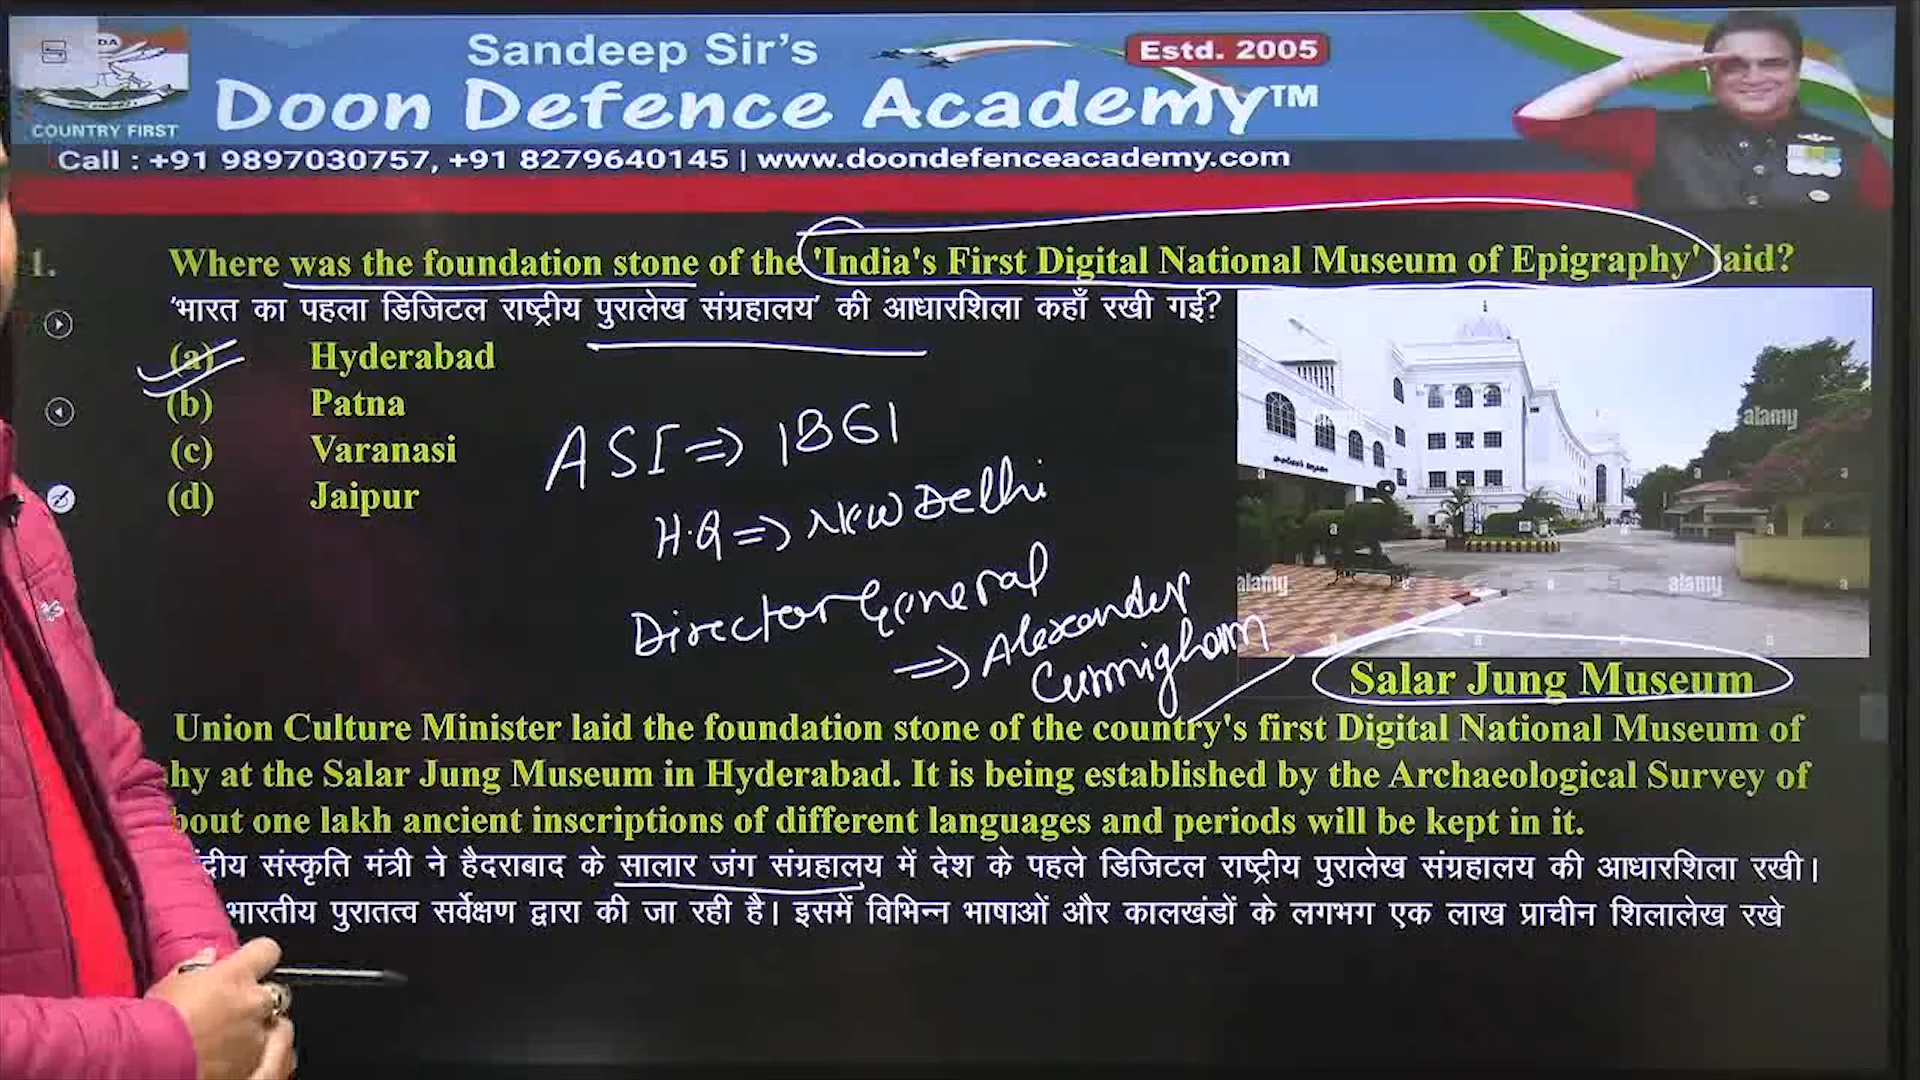 Sandeep Sir's
Estd. 2005
Doon Defence Academy™
COUNTRY FIRST
Call : +91 9897030757, +91 8279640145 | www.doondefenceacademy.com
1. Where was the foundation stone of the 'India's First Digital National Museum of Epigraphy' laid?
'भारत का पहला डिजिटल राष्ट्रीय पुरालेख संग्रहालय' की आधारशिला कहाँ रखी गई?
(a) Hyderabad
(b) Patna
(c) Varanasi
(d) Jaipur
ASI => 1861
H.Q => New Delhi
Director General
=> Alexander
Cunnigham
alamy
alamy
alamy
Salar Jung Museum
Union Culture Minister laid the foundation stone of the country's first Digital National Museum of
hy at the Salar Jung Museum in Hyderabad. It is being established by the Archaeological Survey of
bout one lakh ancient inscriptions of different languages and periods will be kept in it.
द्रीय संस्कृति मंत्री ने हैदराबाद के सालार जंग संग्रहालय में देश के पहले डिजिटल राष्ट्रीय पुरालेख संग्रहालय की आधारशिला रखी।
भारतीय पुरातत्व सर्वेक्षण द्वारा की जा रही है। इसमें विभिन्न भाषाओं और कालखंडों के लगभग एक लाख प्राचीन शिलालेख रखे